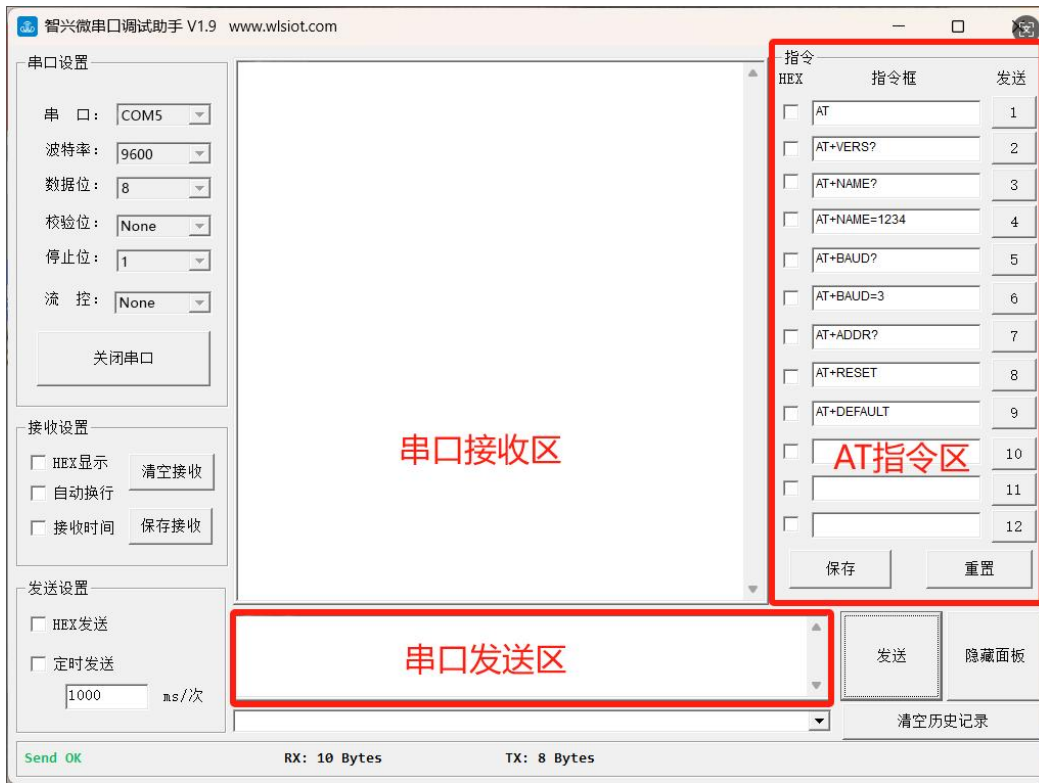 智兴微串口调试助手 V1.9 www.wlsiot.com
串口设置
串 口: COM5
波特率: 9600
数据位: 8
校验位: None
停止位: 1
流 控: None
关闭串口
接收设置
HEX显示
清空接收
自动换行
接收时间
保存接收
发送设置
HEX发送
定时发送
1000 ms/次
串口接收区
串口发送区
指令
HEX 指令框 发送
AT 1
AT+VERS? 2
AT+NAME? 3
AT+NAME=1234 4
AT+BAUD? 5
AT+BAUD=3 6
AT+ADDR? 7
AT+RESET 8
AT+DEFAULT 9
AT指令区 10
11
12
保存 重置
发送 隐藏面板
清空历史记录
Send OK RX: 10 Bytes TX: 8 Bytes